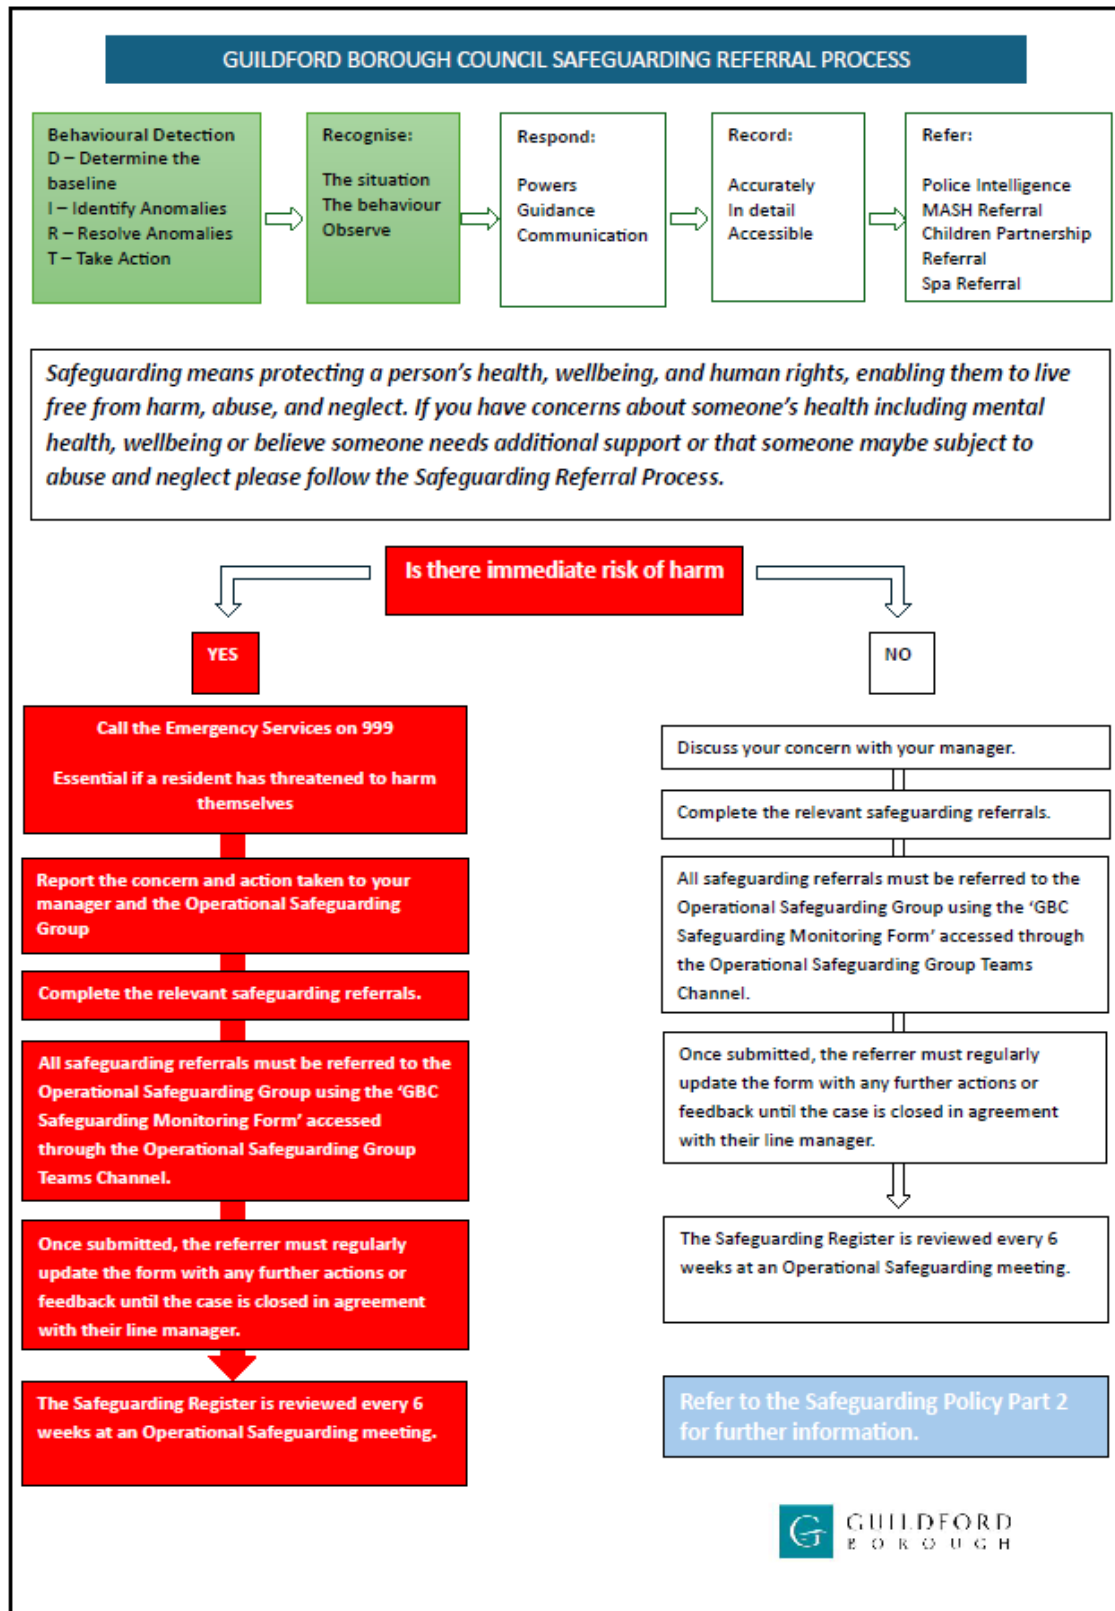 GUILDFORD BOROUGH COUNCIL SAFEGUARDING REFERRAL PROCESS
Behavioural Detection
D – Determine the
baseline
I – Identify Anomalies
R – Resolve Anomalies
T – Take Action
Recognise:
The situation
The behaviour
Observe
Respond:
Powers
Guidance
Communication
Record:
Accurately
In detail
Accessible
Refer:
Police Intelligence
MASH Referral
Children Partnership
Referral
Spa Referral
Safeguarding means protecting a person's health, wellbeing, and human rights, enabling them to live
free from harm, abuse, and neglect. If you have concerns about someone's health including mental
health, wellbeing or believe someone needs additional support or that someone maybe subject to
abuse and neglect please follow the Safeguarding Referral Process.
Is there immediate risk of harm
YES
Call the Emergency Services on 999
Essential if a resident has threatened to harm
themselves
Report the concern and action taken to your
manager and the Operational Safeguarding
Group
Complete the relevant safeguarding referrals.
All safeguarding referrals must be referred to the
Operational Safeguarding Group using the 'GBC
Safeguarding Monitoring Form' accessed
through the Operational Safeguarding Group
Teams Channel.
Once submitted, the referrer must regularly
update the form with any further actions or
feedback until the case is closed in agreement
with their line manager.
The Safeguarding Register is reviewed every 6
weeks at an Operational Safeguarding meeting.
NO
Discuss your concern with your manager.
Complete the relevant safeguarding referrals.
All safeguarding referrals must be referred to the
Operational Safeguarding Group using the 'GBC
Safeguarding Monitoring Form' accessed through
the Operational Safeguarding Group Teams
Channel.
Once submitted, the referrer must regularly
update the form with any further actions or
feedback until the case is closed in agreement
with their line manager.
The Safeguarding Register is reviewed every 6
weeks at an Operational Safeguarding meeting.
Refer to the Safeguarding Policy Part 2
for further information.
GUILDFORD
BOROUGH